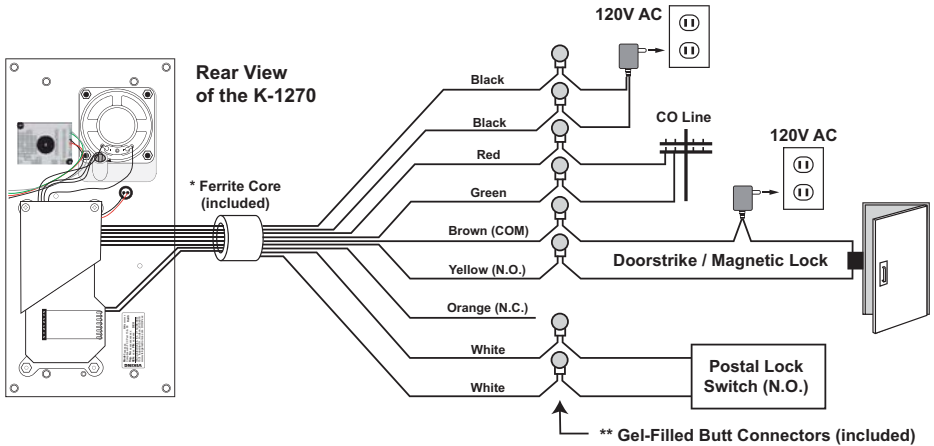 120V AC
Rear View
of the K-1270
Black
Black
CO Line
120V AC
Red
* Ferrite Core
(included)
Green
Brown (COM)
Doorstrike / Magnetic Lock
Yellow (N.O.)
Orange (N.C.)
White
Postal Lock
Switch (N.O.)
White
VIKING
** Gel-Filled Butt Connectors (included)